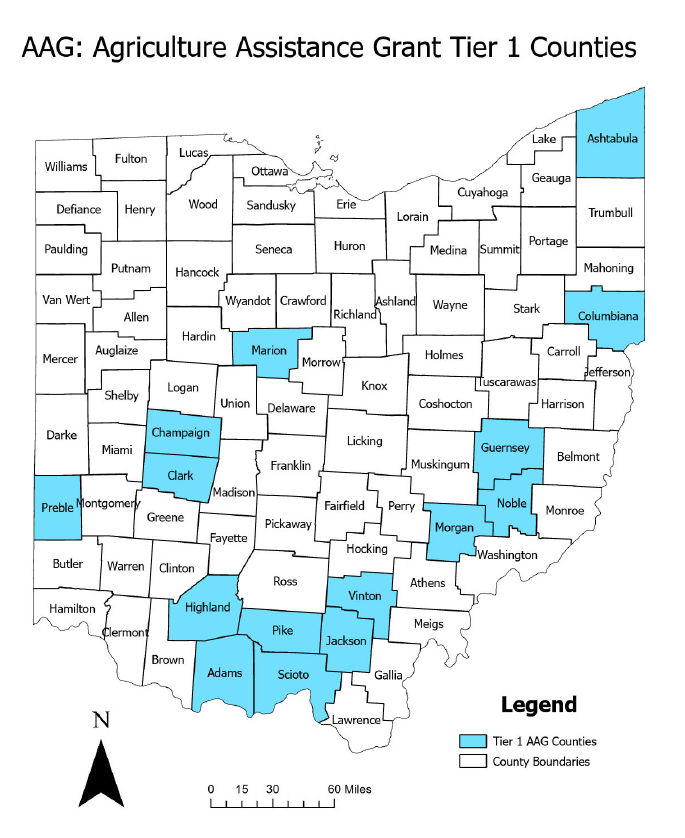 AAG: Agriculture Assistance Grant Tier 1 Counties
Lake
Ashtabula
Williams
Fulton
Lucas
Ottawa
Geauga
Cuyahoga
Defiance
Henry
Wood
Sandusky
Erie
Lorain
Trumbull
Paulding
Putnam
Hancock
Seneca
Huron
Medina
Summit
Portage
Mahoning
Van Wert
Allen
Wyandot
Crawford
Richland
Ashland
Wayne
Stark
Columbiana
Mercer
Auglaize
Hardin
Marion
Morrow
Holmes
Carroll
Jefferson
Shelby
Logan
Union
Delaware
Knox
Coshocton
Tuscarawas
Harrison
Darke
Miami
Champaign
Clark
Madison
Franklin
Licking
Muskingum
Guernsey
Belmont
Preble
Montgomery
Greene
Fayette
Pickaway
Fairfield
Perry
Morgan
Noble
Monroe
Washington
Butler
Warren
Clinton
Ross
Hocking
Athens
Hamilton
Clermont
Brown
Highland
Pike
Vinton
Jackson
Meigs
Adams
Scioto
Gallia
Lawrence
Legend
Tier 1 AAG Counties
County Boundaries
N
0 15 30 60 Miles